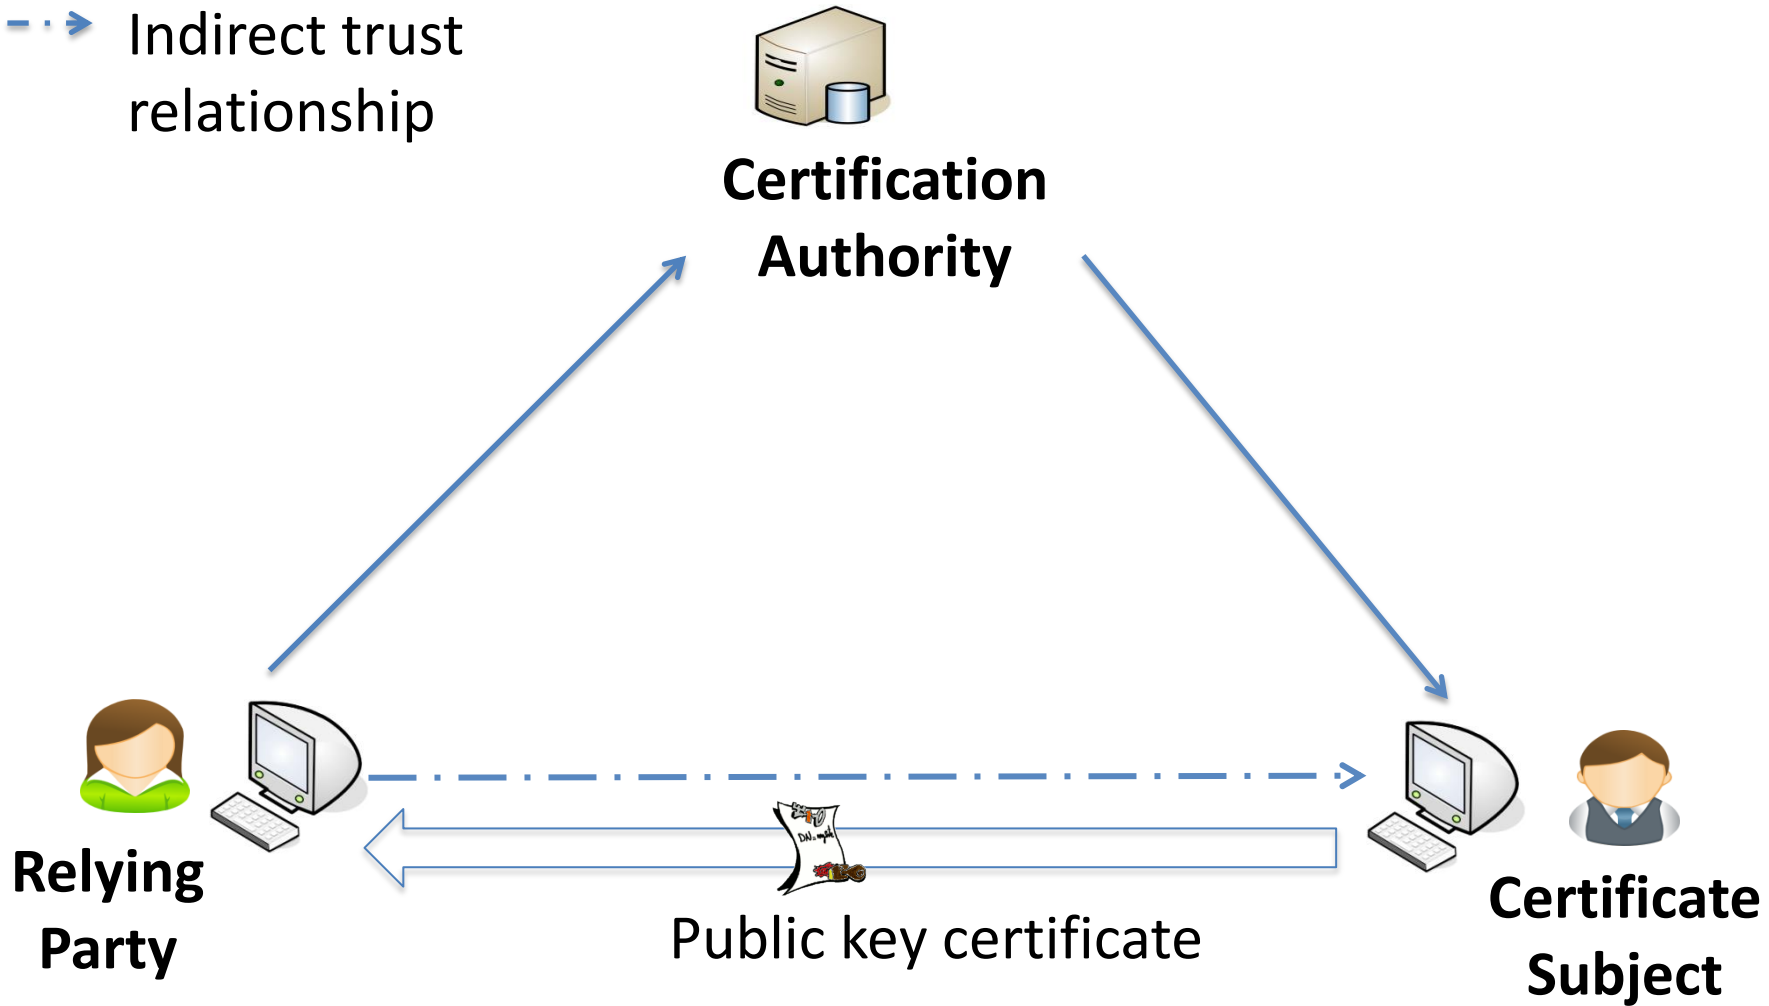 Indirect trust
relationship
Certification
Authority
Relying
Party
Public key certificate
Certificate
Subject